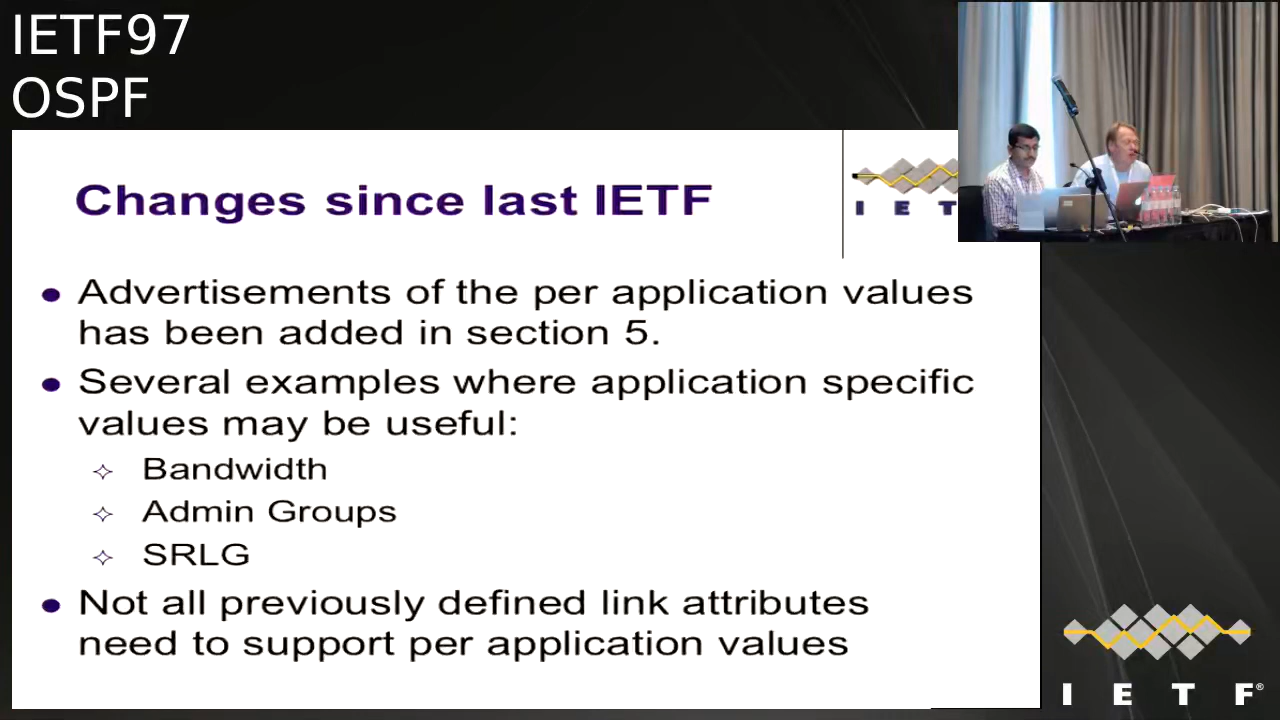 IETF97
OSPF
Changes since last IETF
I E T
Advertisements of the per application values
has been added in section 5.
Several examples where application specific
values may be useful:
Bandwidth
Admin Groups
SRLG
Not all previously defined link attributes
need to support per application values
I E T F®